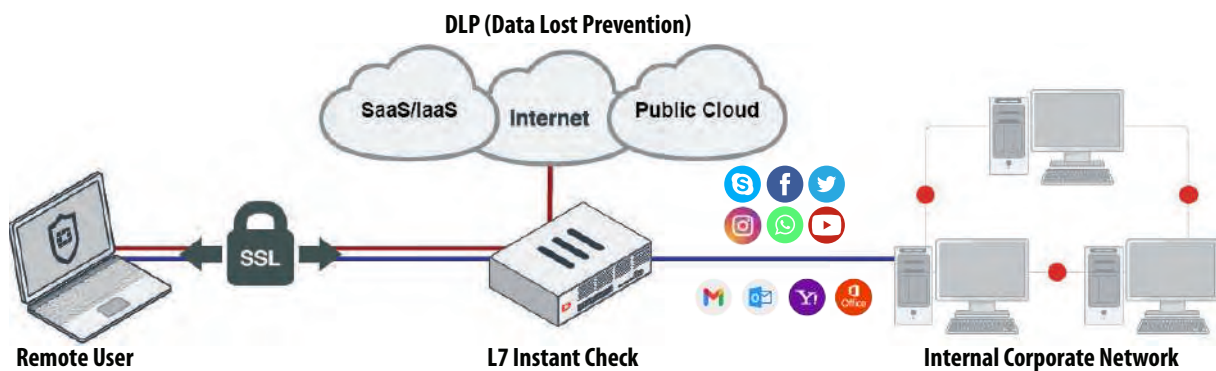 DLP (Data Lost Prevention)
SaaS/IaaS
Internet
Public Cloud
SSL
Office
Remote User
L7 Instant Check
Internal Corporate Network